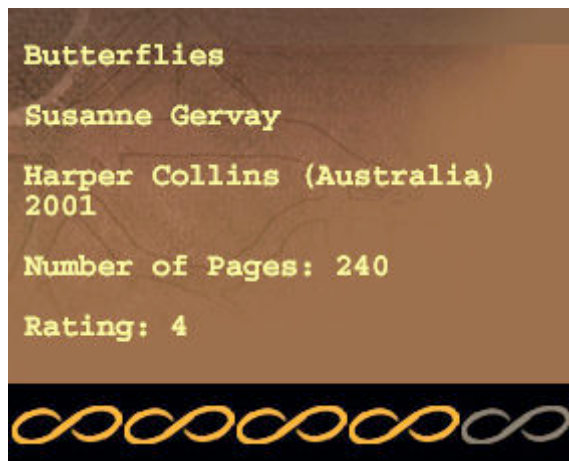 Butterflies
Susanne Gervay
Harper Collins (Australia)
2001
Number of Pages: 240
Rating: 4